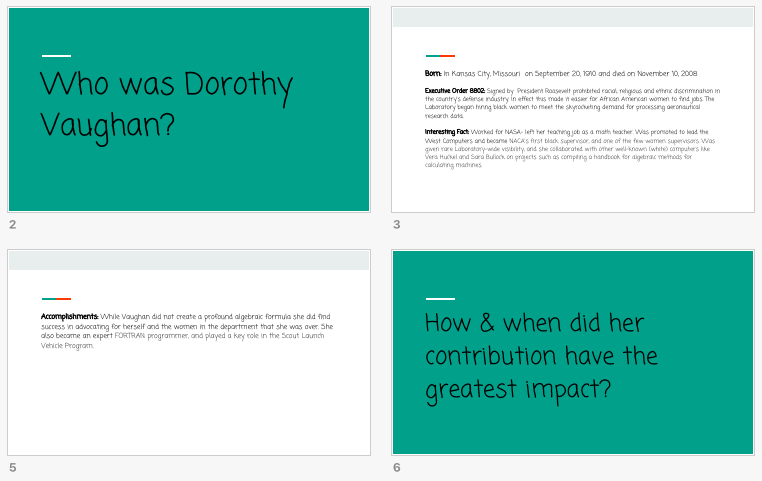 Who was Dorothy
Vaughan?
2
Born: In Kansas City, Missouri on September 20, 1910 and died on November 10, 2008
Executive Order 8802: Signed by President Roosevelt prohibited racial, religious and ethnic discrimination in
the country's defense industry. In effect this made it easier for African American women to find jobs. The
Laboratory began hiring black women to meet the skyrocketing demand for processing aeronautical
research data.
Interesting Fact: Worked for NASA- left her teaching job as a math teacher. Was promoted to lead the
West Computers and became NACA's first black supervisor, and one of the few women supervisors. Was
given rare Laboratory-wide visibility, and she collaborated with other well-known (white) computers like
Vera Huckel and Sara Bullock on projects such as compiling a handbook for algebraic methods for
calculating machines.
3
Accomplishments: While Vaughan did not create a profound algebraic formula she did find
success in advocating for herself and the women in the department that she was over. She
also became an expert FORTRAN programmer, and played a key role in the Scout Launch
Vehicle Program.
5
How & when did her
contribution have the
greatest impact?
6